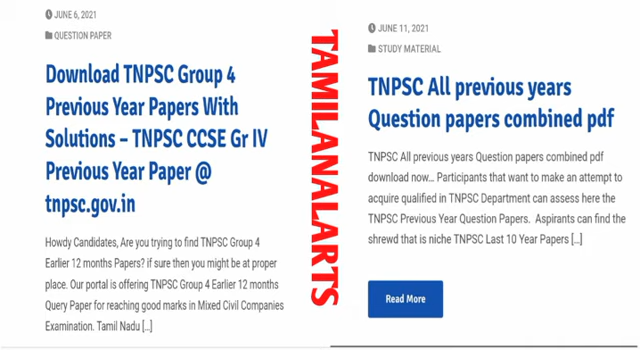 JUNE 6, 2021
QUESTION PAPER
Download TNPSC Group 4
Previous Year Papers With
Solutions – TNPSC CCSE Gr IV
Previous Year Paper @
tnpsc.gov.in
Howdy Candidates, Are you trying to find TNPSC Group 4
Earlier 12 months Papers? if sure then you might be at proper
place. Our portal is offering TNPSC Group 4 Earlier 12 months
Query Paper for reaching good marks in Mixed Civil Companies
Examination. Tamil Nadu [...]
TAMILANALARTS
JUNE 11, 2021
STUDY MATERIAL
TNPSC All previous years
Question papers combined pdf
TNPSC All previous years Question papers combined pdf
download now... Participants that want to make an attempt to
acquire qualified in TNPSC Department can assess here the
TNPSC Previous Year Question Papers. Aspirants can find the
shrewd that is niche TNPSC Last 10 Year Papers [...]
Read More